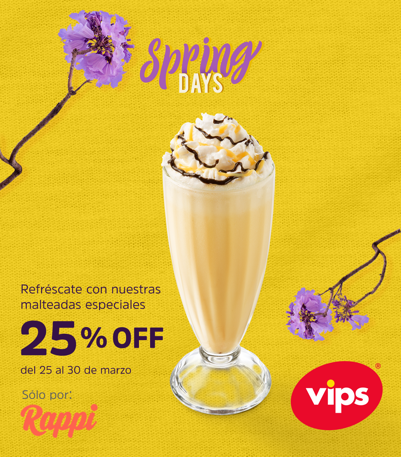 Spring
DAYS
Refréscate con nuestras
malteadas especiales
25% OFF
del 25 al 30 de marzo
Sólo por:
Rappi
vips®